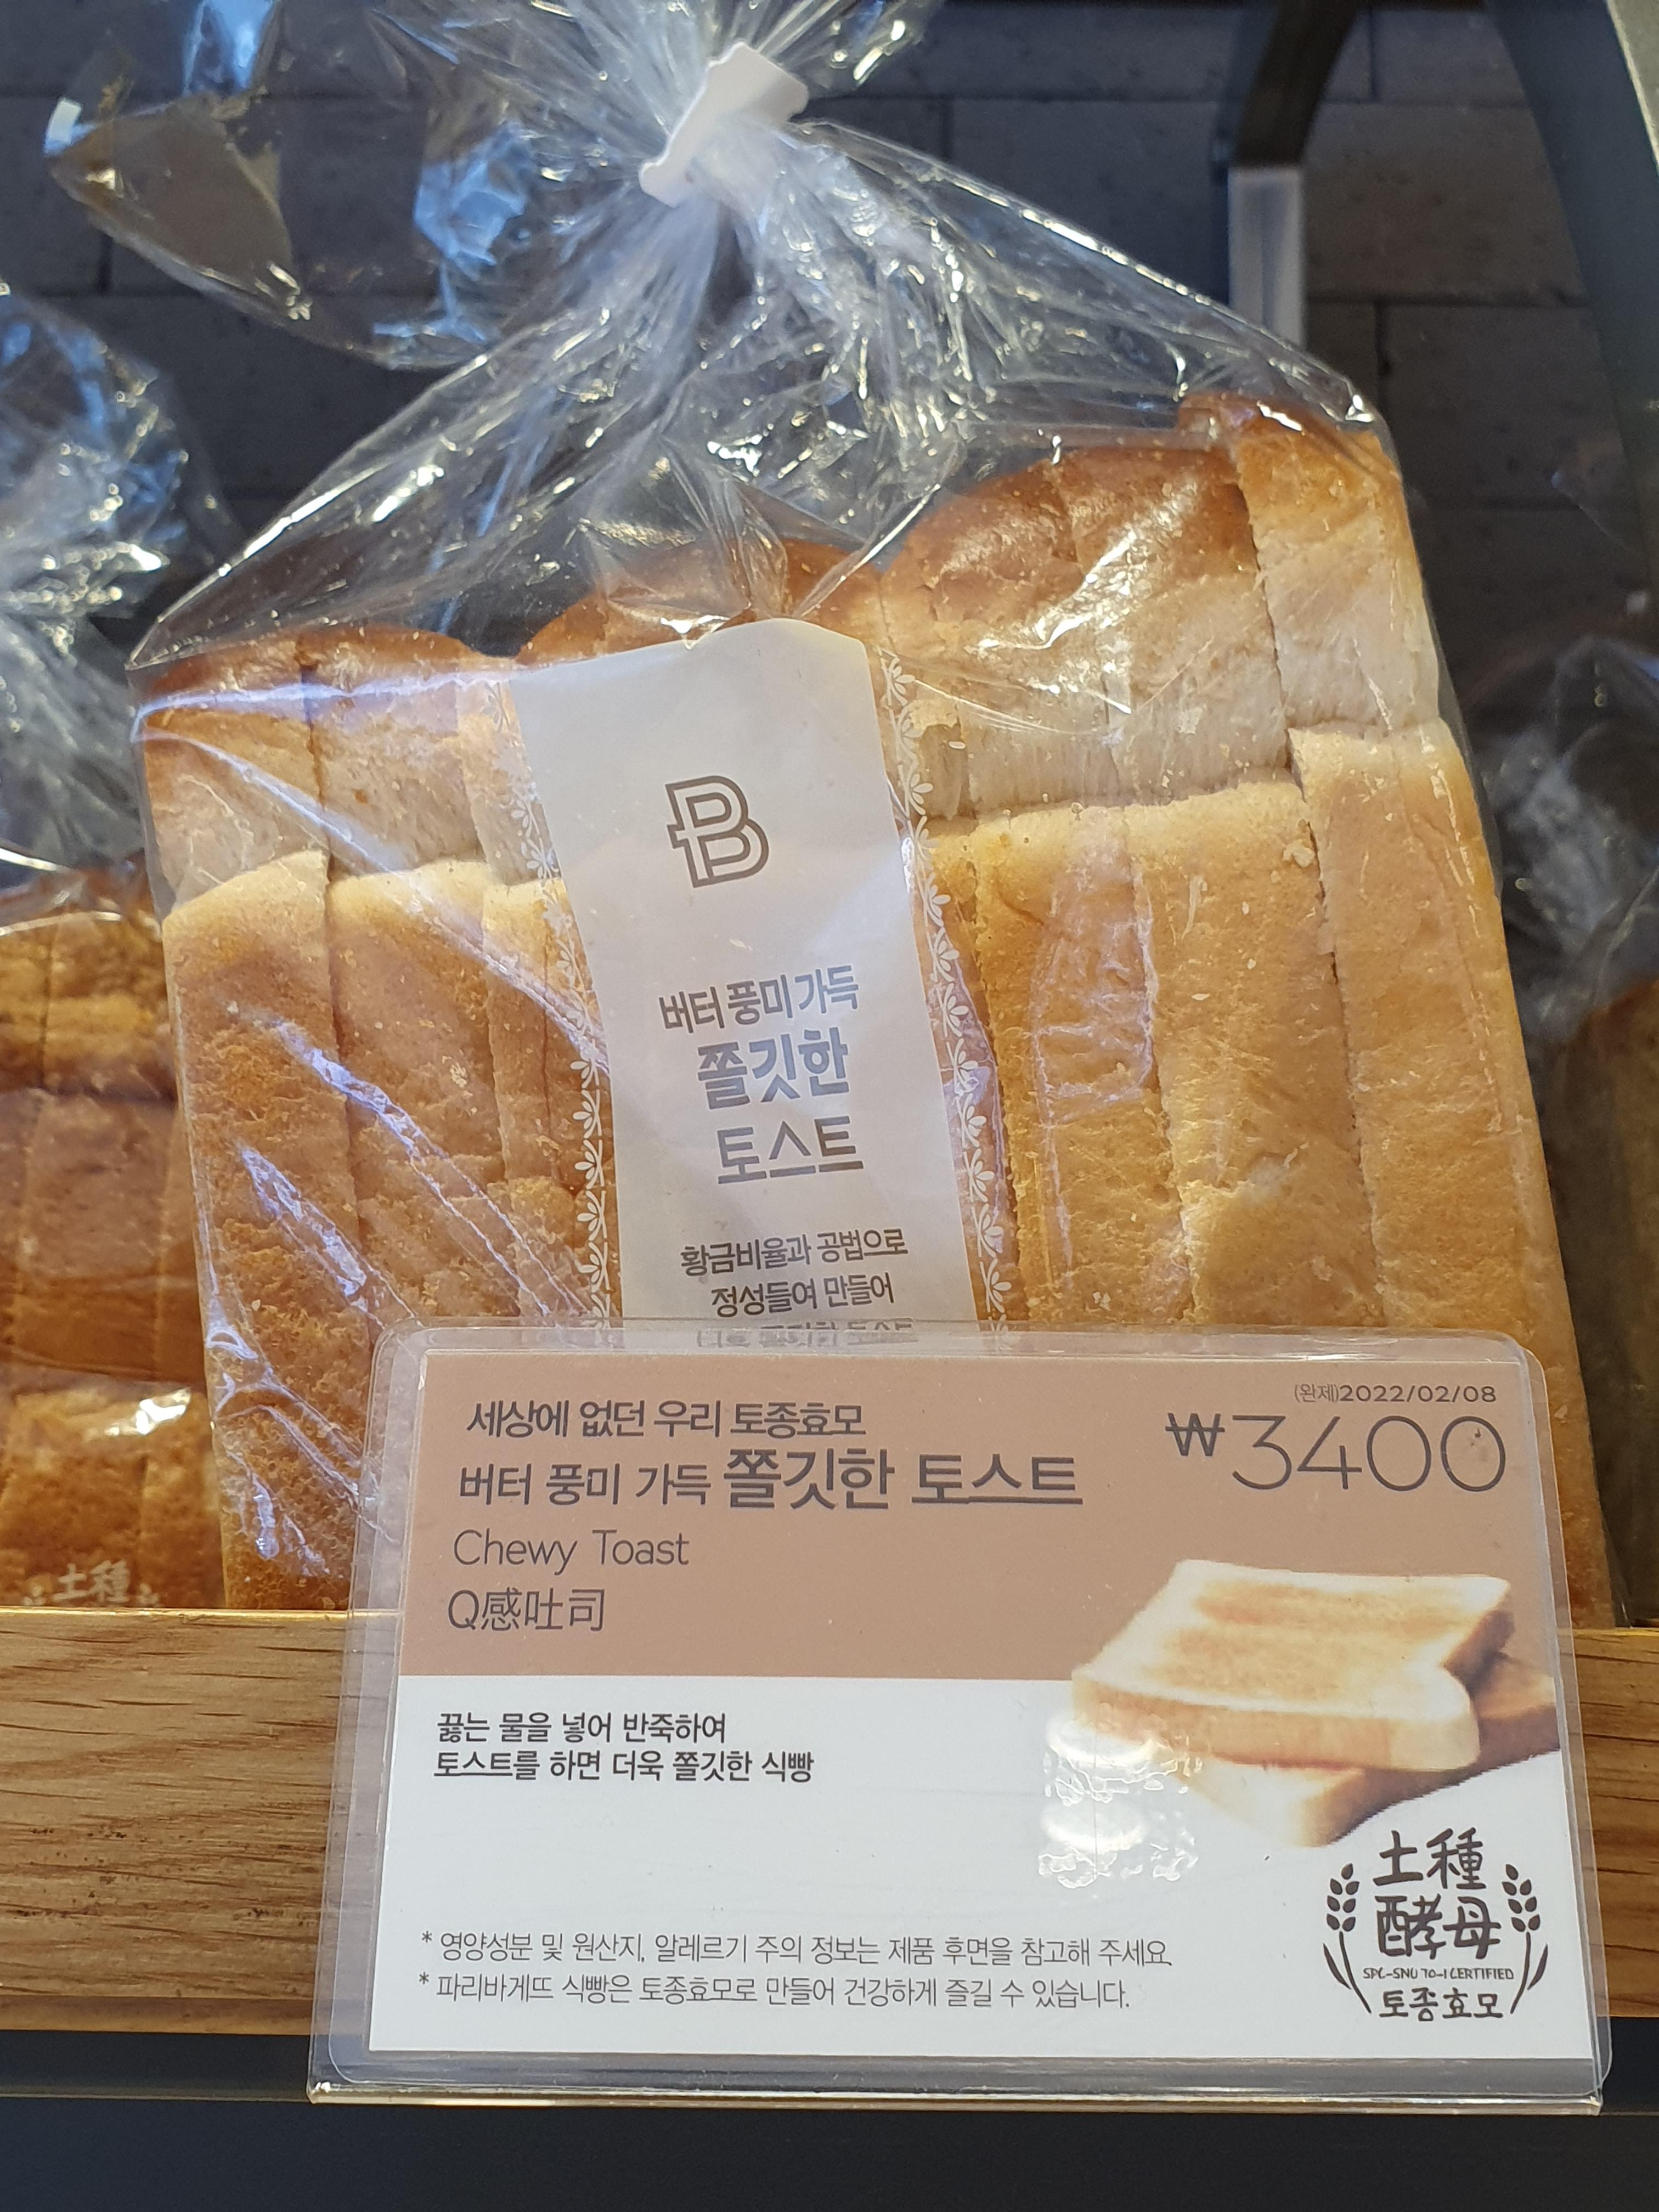 B
버터 풍미 가득
쫄깃한
토스트
황금비율과 공법으로
정성들여 만들어
세상에 없던 우리 토종효모
버터 풍미 가득 쫄깃한 토스트
Chewy Toast
Q感吐司
(완제)2022/02/08
₩3400
끓는 물을 넣어 반죽하여
토스트를 하면 더욱 쫄깃한 식빵
* 영양성분 및 원산지, 알레르기 주의 정보는 제품 후면을 참고해 주세요.
* 파리바게뜨 식빵은 토종효모로 만들어 건강하게 즐길 수 있습니다.
土種
酵母
SPC-SNU 70-1 CERTIFIED
토종효모
土種